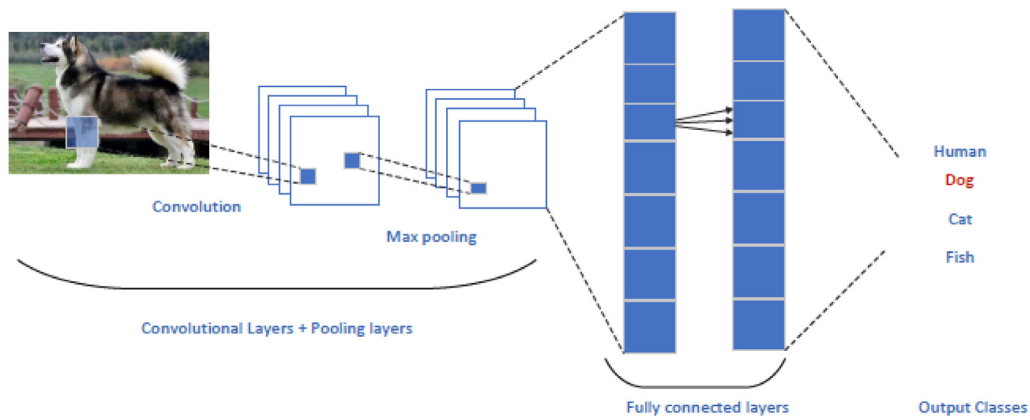 Convolution
Max pooling
Convolutional Layers + Pooling layers
Human
Dog
Cat
Fish
Fully connected layers
Output Classes